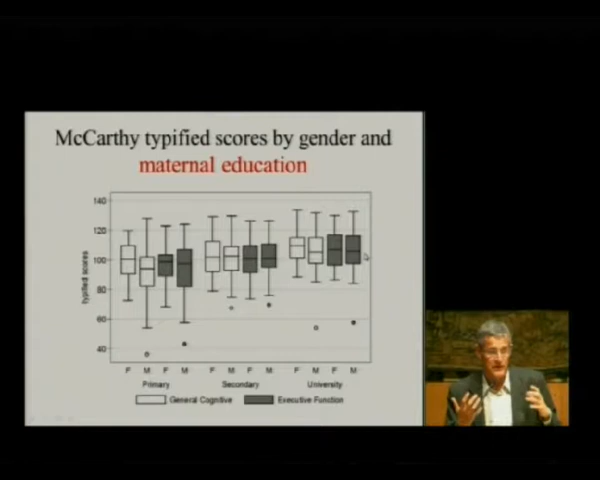 McCarthy typified scores by gender and
maternal education
typified scores
140
120
100
80
60
40
F M F M F M F M F M F M
Primary Secondary University
General Cognitive Executive Function